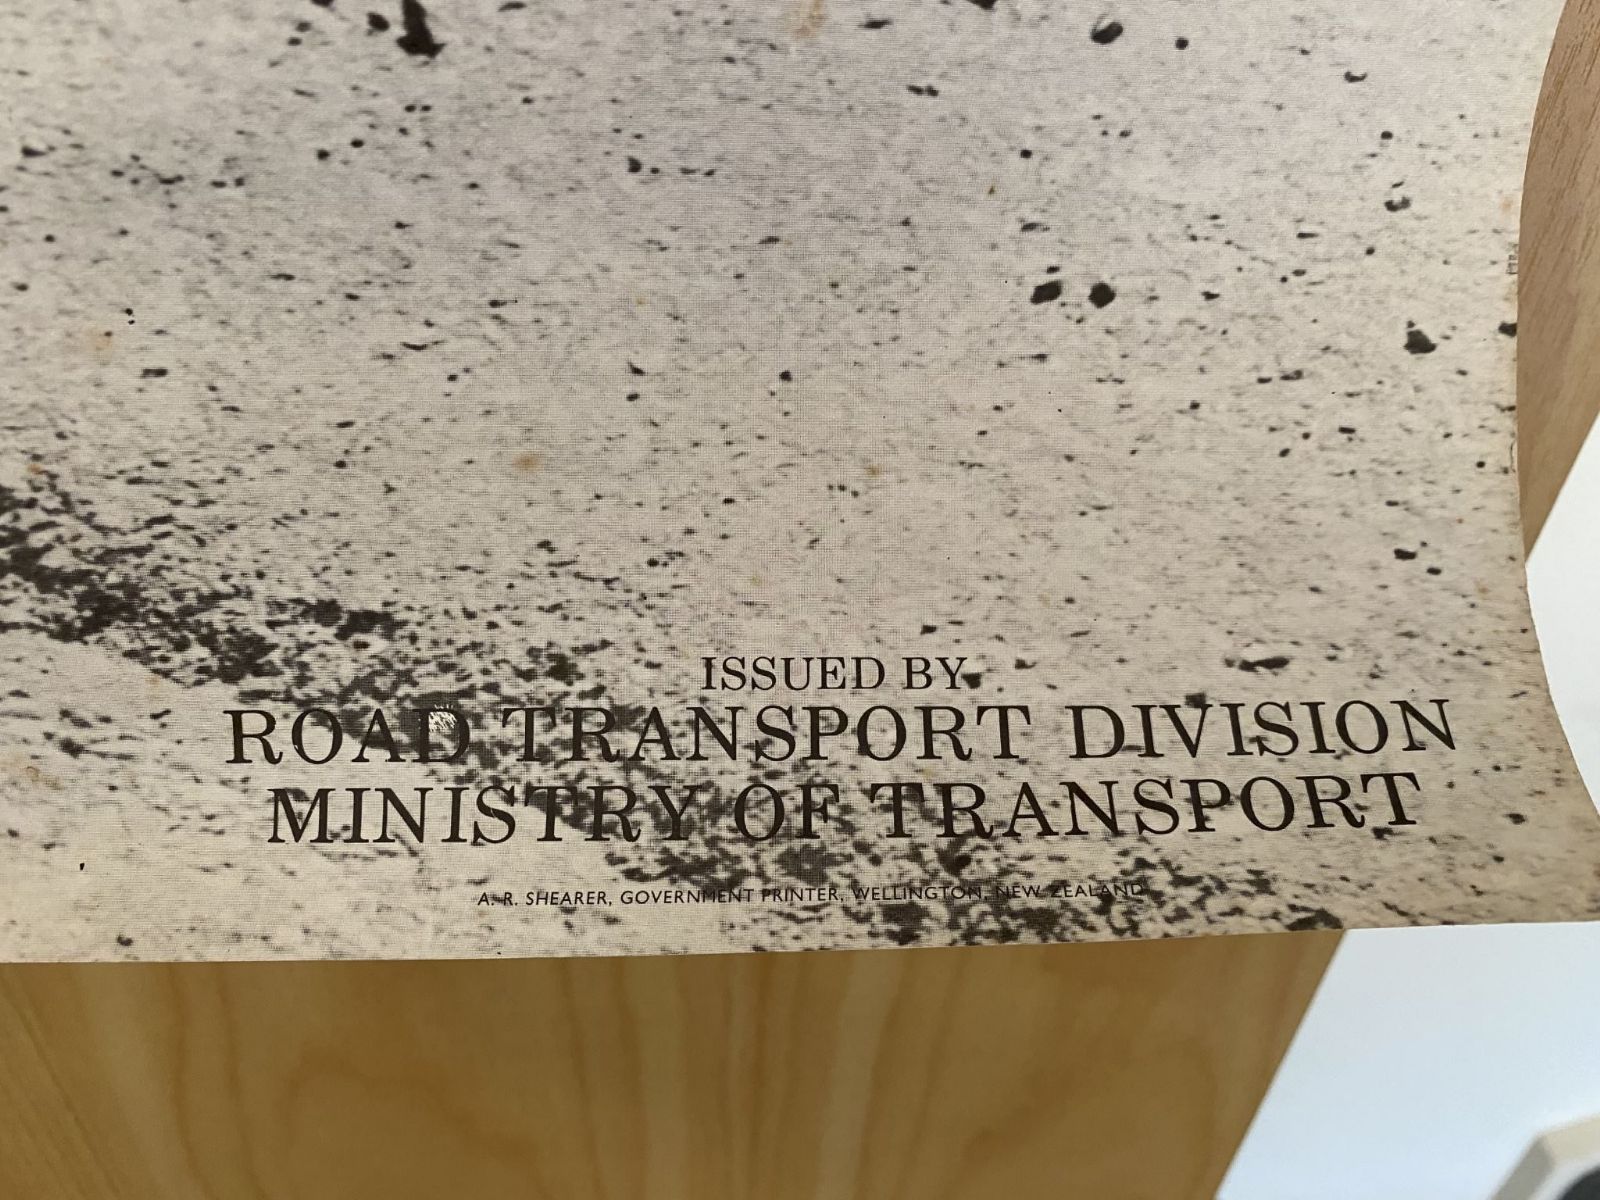 ISSUED BY
ROAD TRANSPORT DIVISION
MINISTRY OF TRANSPORT
A. R. SHEARER, GOVERNMENT PRINTER, WELLINGTON, NEW ZEALAND